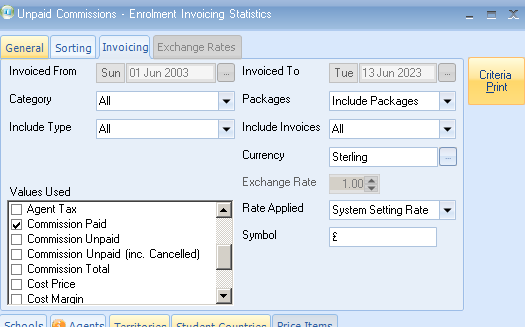 Unpaid Commissions - Enrolment Invoicing Statistics
General Sorting Invoicing Exchange Rates
Invoiced From Sun 01 Jun 2003 ... Invoiced To Tue 13 Jun 2023 ...
Criteria
Print
Category All Packages Include Packages
Include Type All Include Invoices All
Currency Sterling ...
Exchange Rate 1.00
Values Used
Rate Applied System Setting Rate
Symbol £
Agent Tax
Commission Paid
Commission Unpaid
Commission Unpaid (inc. Cancelled)
Commission Total
Cost Price
Cost Margin
Schools Agents Territories Student Countries Price Items